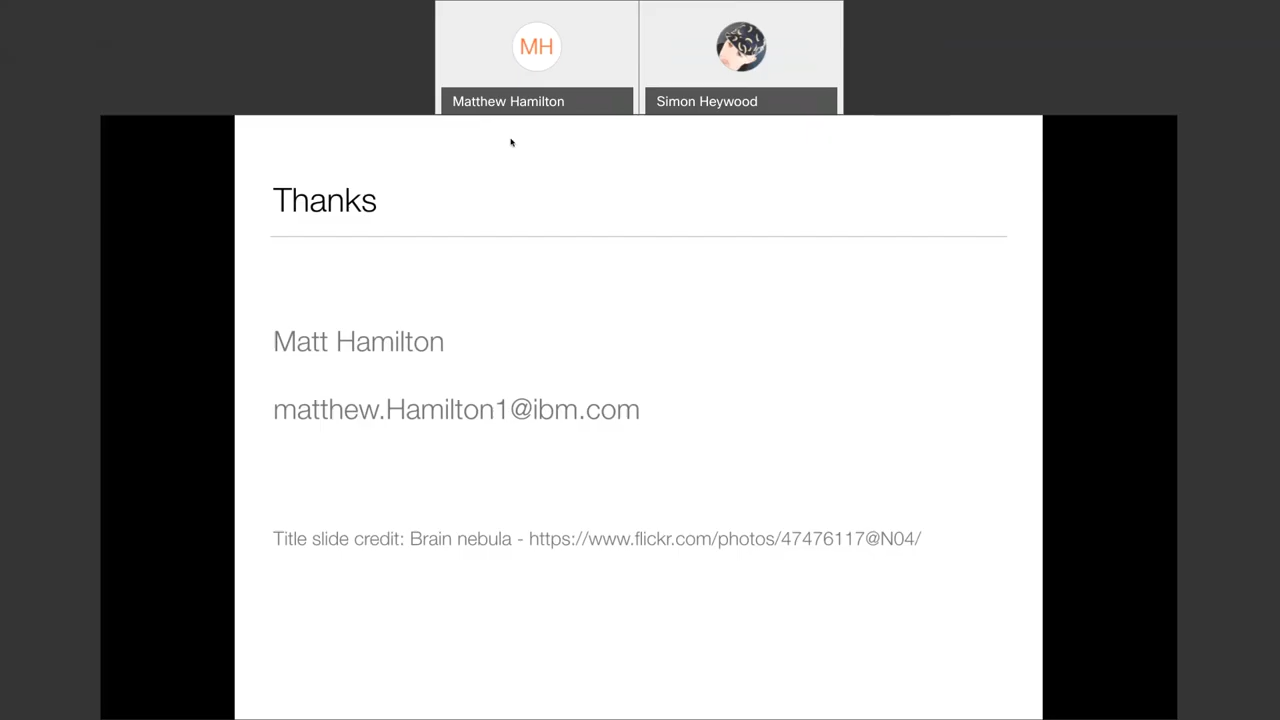 MH
Matthew Hamilton
Simon Heywood
Thanks
Matt Hamilton
matthew.Hamilton1@ibm.com
Title slide credit: Brain nebula - https://www.flickr.com/photos/47476117@N04/